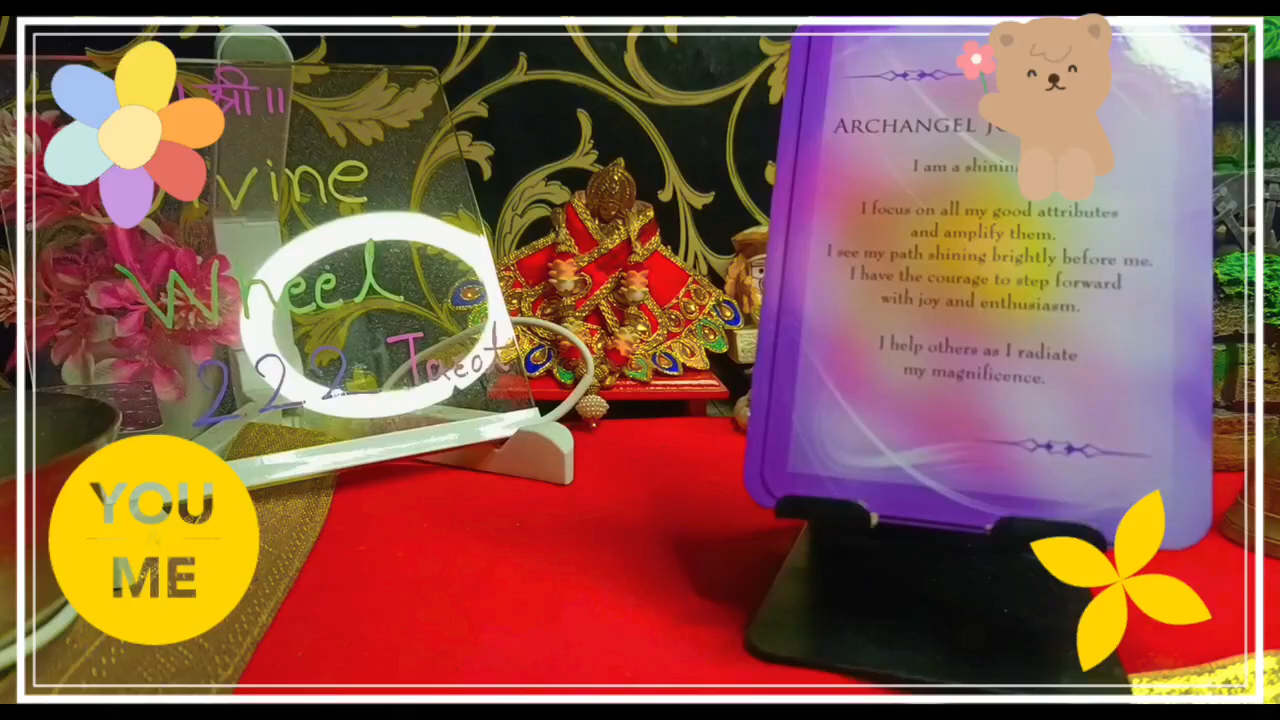 ॥ श्री ॥
vine
Wheel
222 Tarot
YOU
&
ME
ARCHANGEL
I am a
I focus on all my good attributes
and amplify them.
I see my path shining brightly before me.
I have the courage to step forward
with joy and enthusiasm.
I help others as I radiate
my magnificence.